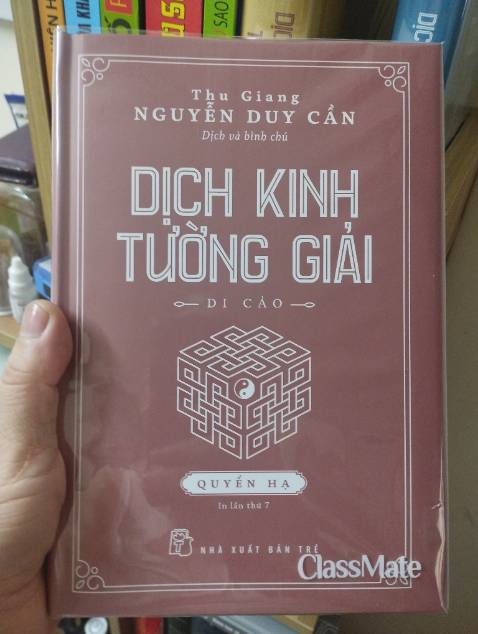 Thu Giang
NGUYỄN DUY CẦN
Dịch và bình chú
DỊCH KINH
TƯỜNG GIẢI
DI CẢO
QUYỂN HẠ
In lần thứ 7
NHÀ XUẤT BẢN TRẺ
ClassMate